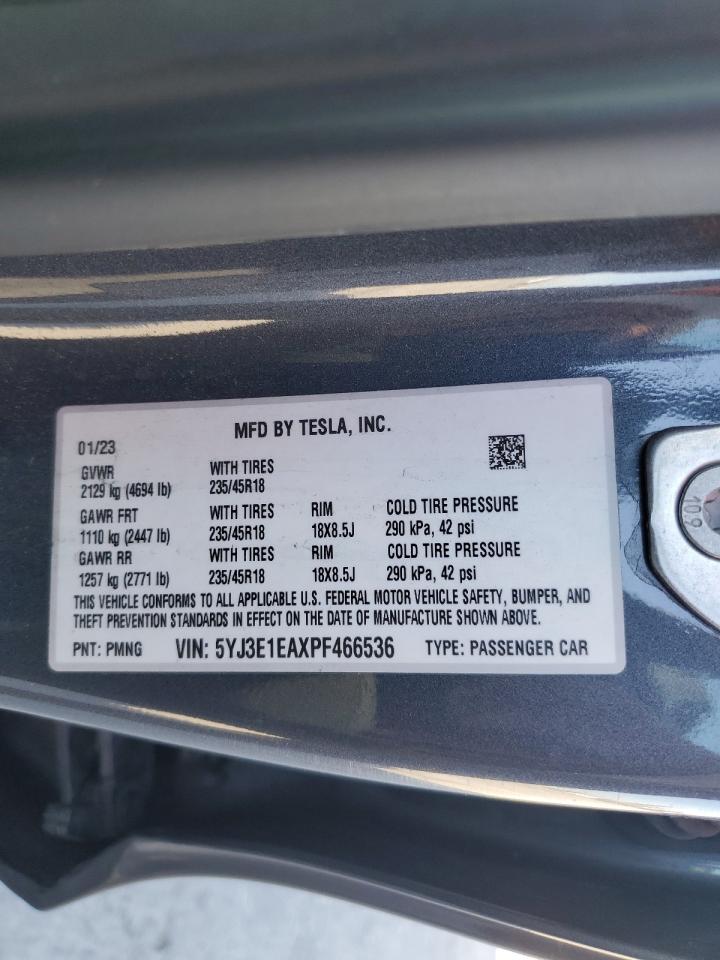 MFD BY TESLA, INC.
01/23
GVWR WITH TIRES
2129 kg (4694 lb) 235/45R18
GAWR FRT WITH TIRES RIM COLD TIRE PRESSURE
1110 kg (2447 lb) 235/45R18 18X8.5J 290 kPa, 42 psi
GAWR RR WITH TIRES RIM COLD TIRE PRESSURE
1257 kg (2771 lb) 235/45R18 18X8.5J 290 kPa, 42 psi
THIS VEHICLE CONFORMS TO ALL APPLICABLE U.S. FEDERAL MOTOR VEHICLE SAFETY, BUMPER, AND
THEFT PREVENTION STANDARDS IN EFFECT ON THE DATE OF MANUFACTURE SHOWN ABOVE.
PNT: PMNG VIN: 5YJ3E1EAXPF466536 TYPE: PASSENGER CAR
10.9